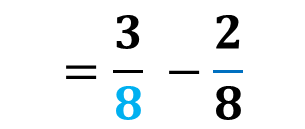 = 3/8 − 2/8